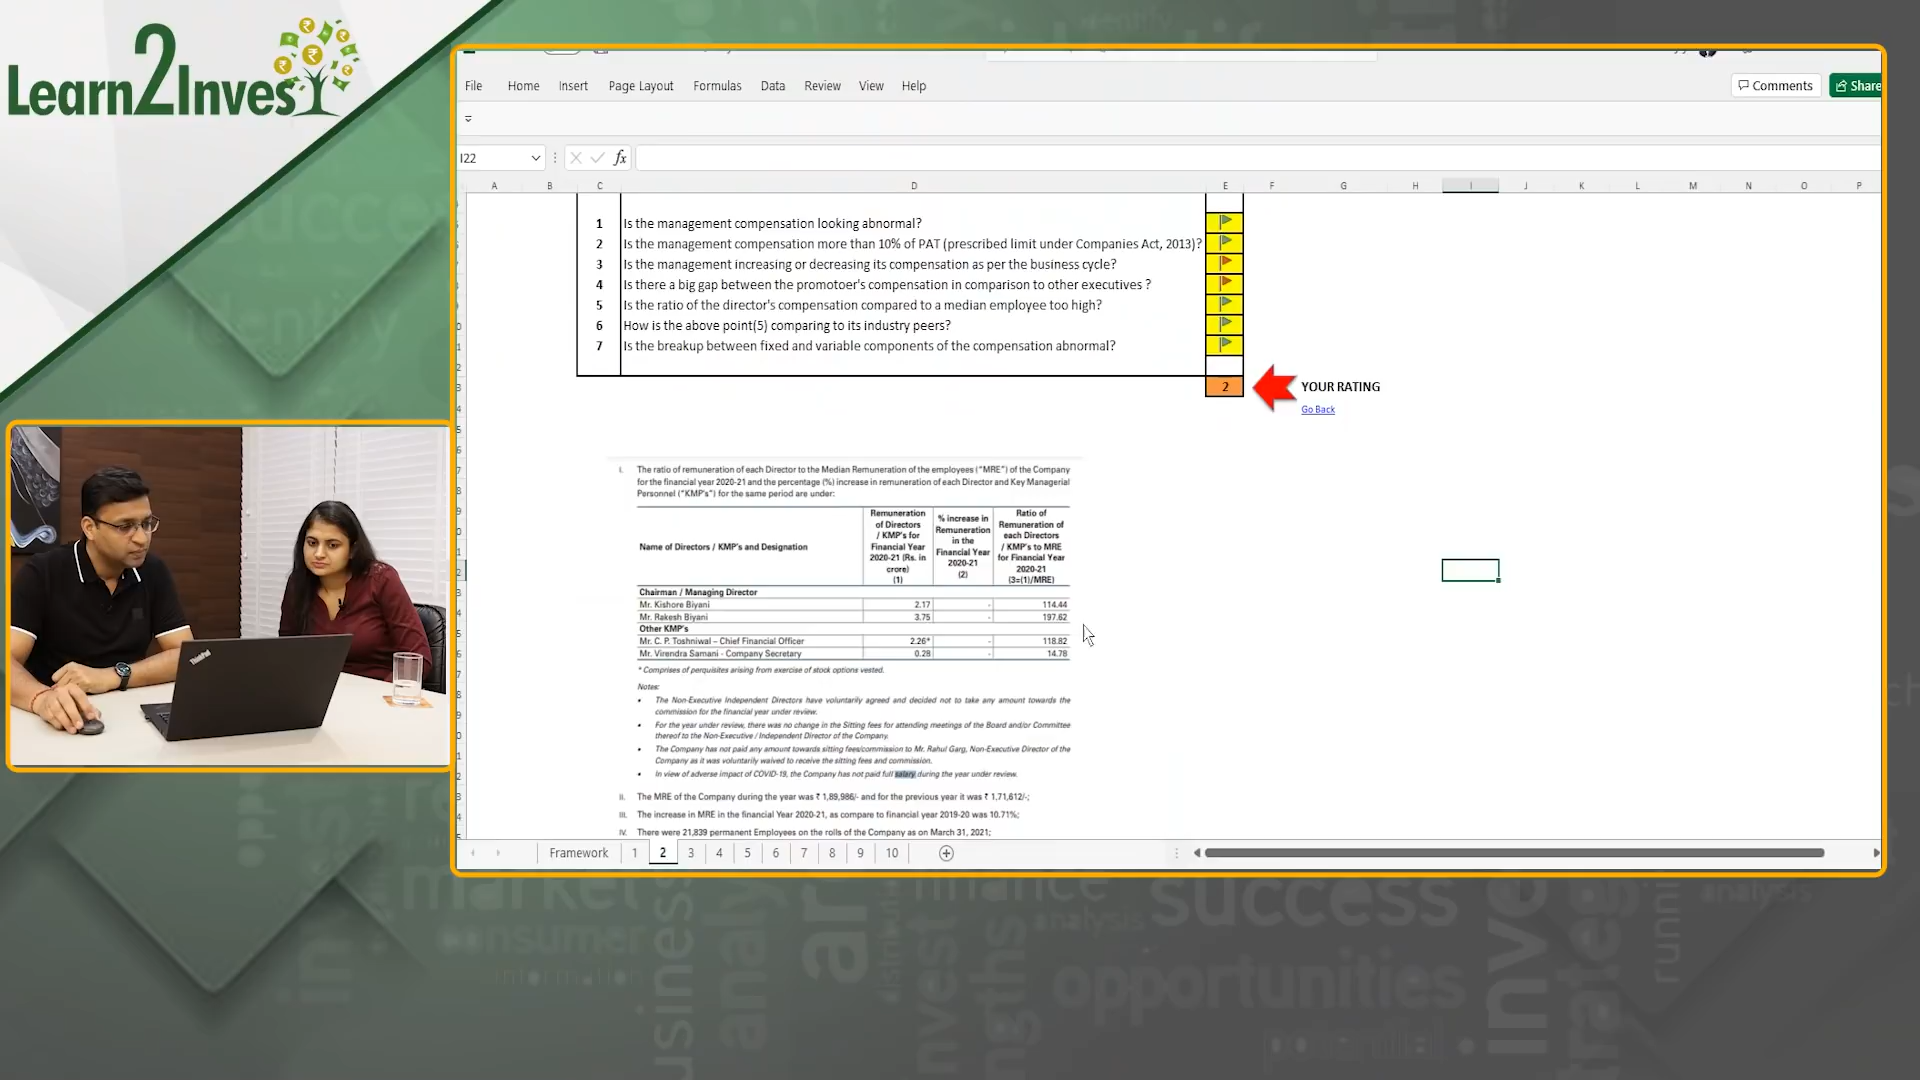 Learn2Invest
File Home Insert Page Layout Formulas Data Review View Help
Comments Share
I22
fx
A B C D E F G H I J K L M N O P
1 Is the management compensation looking abnormal?
2 Is the management compensation more than 10% of PAT (prescribed limit under Companies Act, 2013)?
3 Is the management increasing or decreasing its compensation as per the business cycle?
4 Is there a big gap between the promotoer's compensation in comparison to other executives ?
5 Is the ratio of the director's compensation compared to a median employee too high?
6 How is the above point(5) comparing to its industry peers?
7 Is the breakup between fixed and variable components of the compensation abnormal?
2 YOUR RATING
Go Back
I. The ratio of remuneration of each Director to the Median Remuneration of the employees ("MRE") of the Company
for the financial year 2020-21 and the percentage (%) increase in remuneration of each Director and Key Managerial
Personnel ("KMP's") for the same period are under:
Name of Directors / KMP's and Designation
Remuneration
of Directors
/ KMP's for
Financial Year
2020-21 (Rs. in
crore)
(1)
% increase in
Remuneration
in the
Financial Year
2020-21
(2)
Ratio of
Remuneration of
each Directors
/ KMP's to MRE
for Financial Year
2020-21
(3=(1)/MRE)
Chairman / Managing Director
Mr. Kishore Biyani 2.17 - 114.44
Mr. Rakesh Biyani 3.75 - 197.62
Other KMP's
Mr. C. P. Toshniwal – Chief Financial Officer 2.26* - 118.82
Mr. Virendra Samani - Company Secretary 0.28 - 14.78
* Comprises of perquisites arising from exercise of stock options vested.
Notes:
• The Non-Executive Independent Directors have voluntarily agreed and decided not to take any amount towards the
commission for the financial year under review.
• For the year under review, there was no change in the Sitting fees for attending meetings of the Board and/or Committee
thereof to the Non-Executive / Independent Director of the Company.
• The Company has not paid any amount towards sitting fees/commission to Mr. Rahul Garg, Non-Executive Director of the
Company as it was voluntarily waived to receive the sitting fees and commission.
• In view of adverse impact of COVID-19, the Company has not paid full salary during the year under review.
II. The MRE of the Company during the year was ₹ 1,89,986/- and for the previous year it was ₹ 1,71,612/-;
III. The increase in MRE in the financial Year 2020-21, as compare to financial year 2019-20 was 10.71%;
IV. There were 21,839 permanent Employees on the rolls of the Company as on March 31, 2021;
Framework 1 2 3 4 5 6 7 8 9 10
ThinkPad
identity
market
consumer
information
business
analysis
finance
success
analysis
opportunities
potential